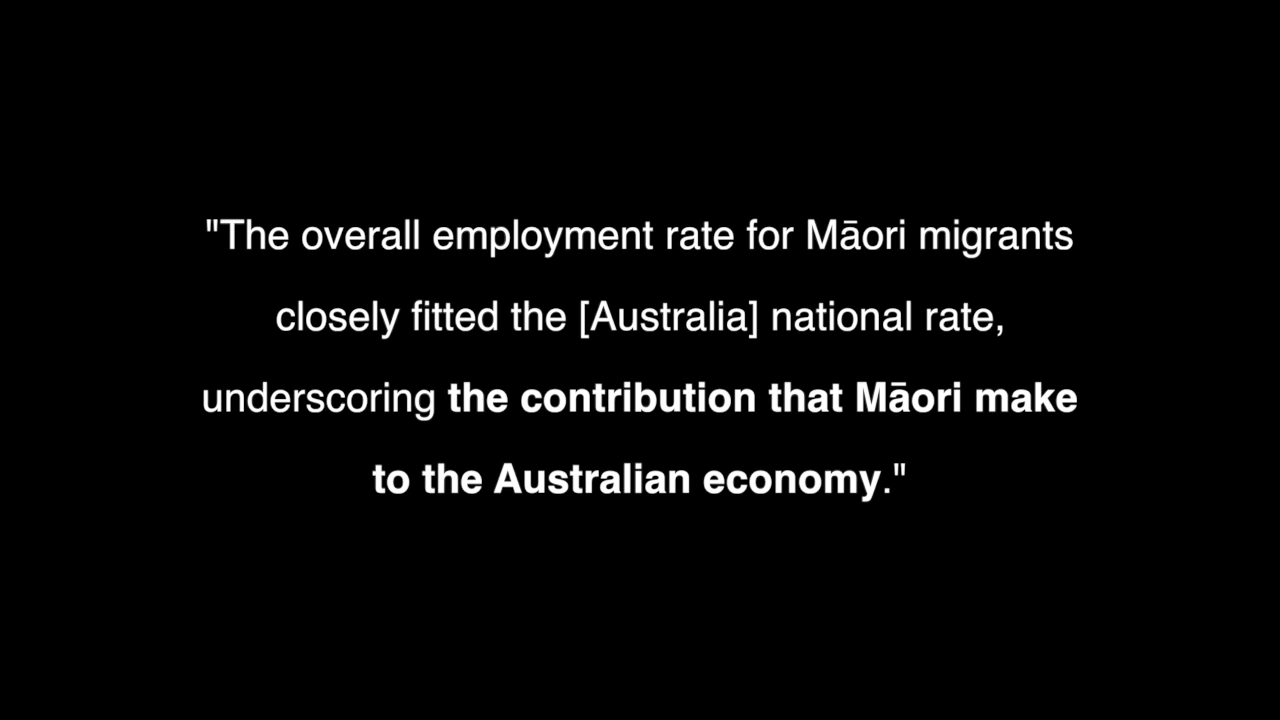 "The overall employment rate for Māori migrants
closely fitted the [Australia] national rate,
underscoring the contribution that Māori make
to the Australian economy."